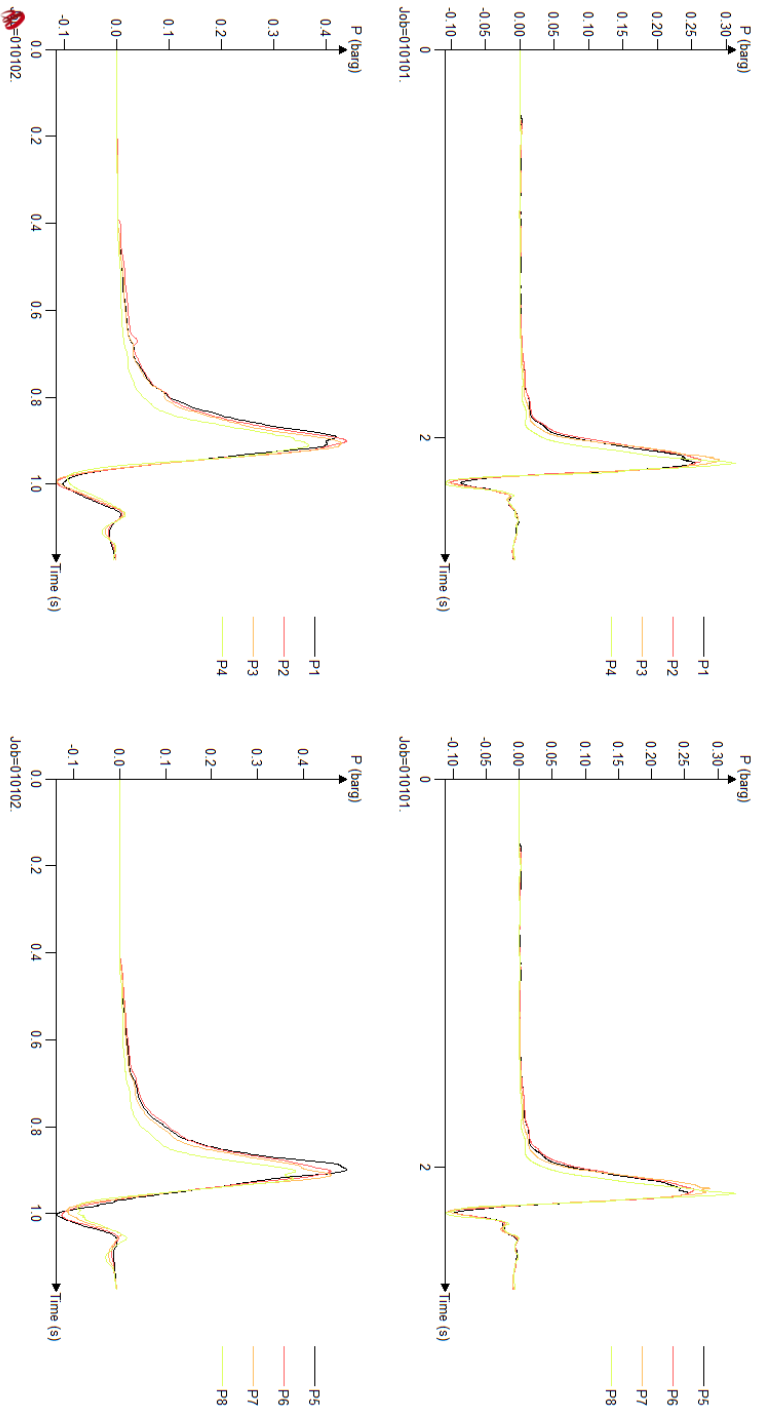 P (barg)
0.30
0.25
0.20
0.15
0.10
0.05
0.00
-0.05
-0.10
0
2
Time (s)
Job=010101.
P1
P2
P3
P4
P (barg)
0.30
0.25
0.20
0.15
0.10
0.05
0.00
-0.05
-0.10
0
2
Time (s)
Job=010101.
P5
P6
P7
P8
P (barg)
0.4
0.3
0.2
0.1
0.0
-0.1
0.0
0.2
0.4
0.6
0.8
1.0
Time (s)
=010102.
P1
P2
P3
P4
P (barg)
0.4
0.3
0.2
0.1
0.0
-0.1
0.0
0.2
0.4
0.6
0.8
1.0
Time (s)
Job=010102.
P5
P6
P7
P8